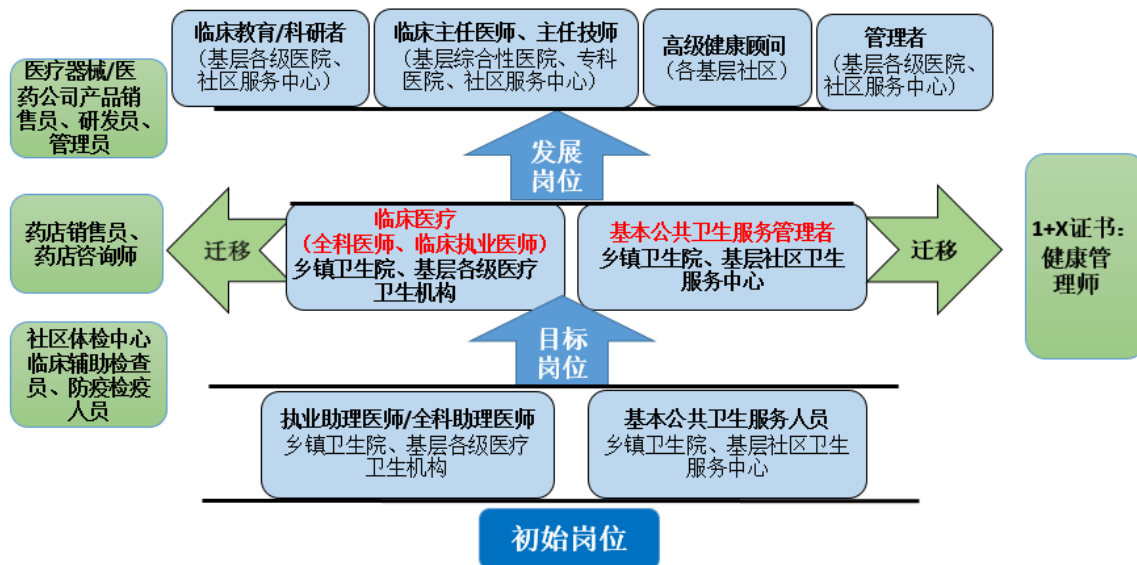 临床教育/科研者
（基层各级医院、
社区服务中心）
临床主任医师、主任技师
（基层综合性医院、专科
医院、社区服务中心）
高级健康顾问
（各基层社区）
管理者
（基层各级医院、
社区服务中心）
医疗器械/医
药公司产品销
售员、研发员、
管理员
发展
岗位
药店销售员、
药店咨询师
迁移
临床医疗
（全科医师、临床执业医师）
乡镇卫生院、基层各级医疗
卫生机构
基本公共卫生服务管理者
乡镇卫生院、基层社区卫生
服务中心
迁移
1+X证书：
健康管
理师
社区体检中心
临床辅助检查
员、防疫检疫
人员
目标
岗位
执业助理医师/全科助理医师
乡镇卫生院、基层各级医疗
卫生机构
基本公共卫生服务人员
乡镇卫生院、基层社区卫生
服务中心
初始岗位